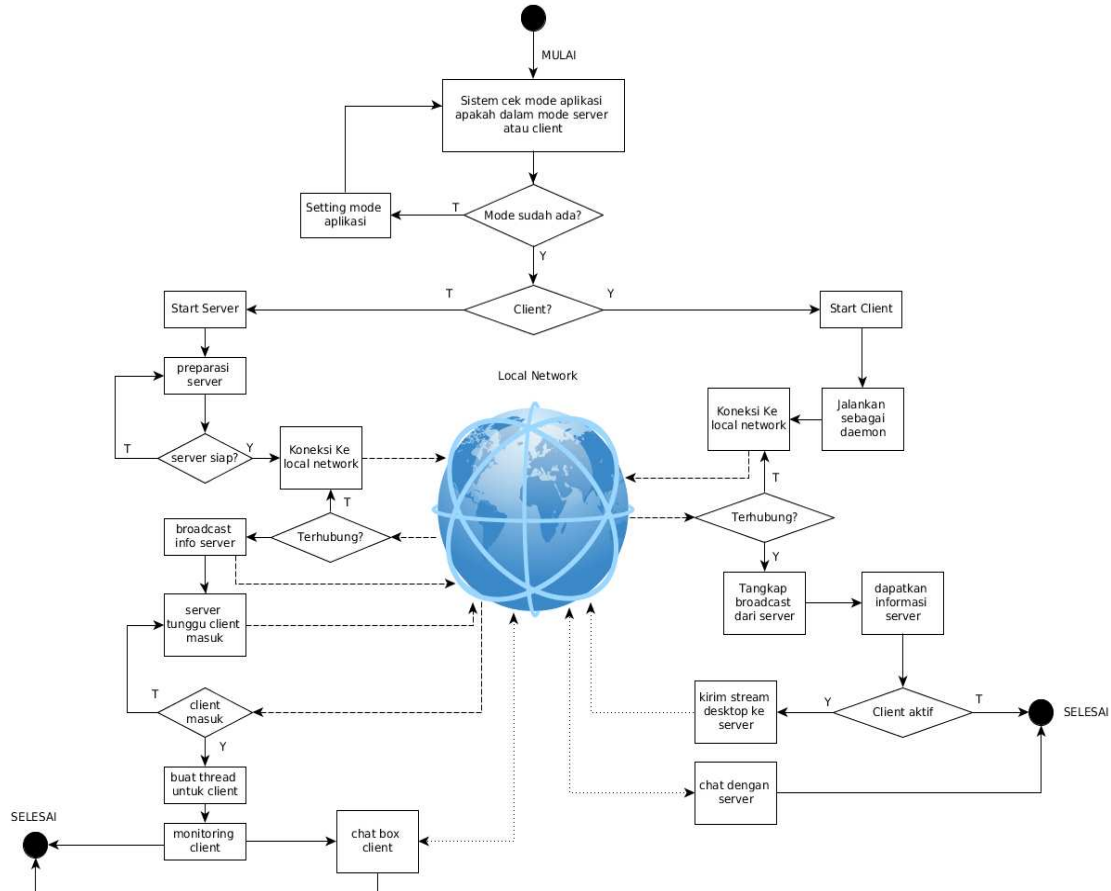 MULAI
Sistem cek mode aplikasi
apakah dalam mode server
atau client
Setting mode
aplikasi
T
Mode sudah ada?
Y
Start Server
T
Client?
Y
Start Client
preparasi
server
Local Network
Koneksi Ke
local network
Jalankan
sebagai
daemon
T
server siap?
Y
Koneksi Ke
local network
T
T
broadcast
info server
Terhubung?
Terhubung?
Y
server
tunggu client
masuk
Tangkap
broadcast
dari server
dapatkan
informasi
server
T
client
masuk
Y
kirim stream
desktop ke
server
Y
Client aktif
T
SELESAI
buat thread
untuk client
chat dengan
server
SELESAI
monitoring
client
chat box
client